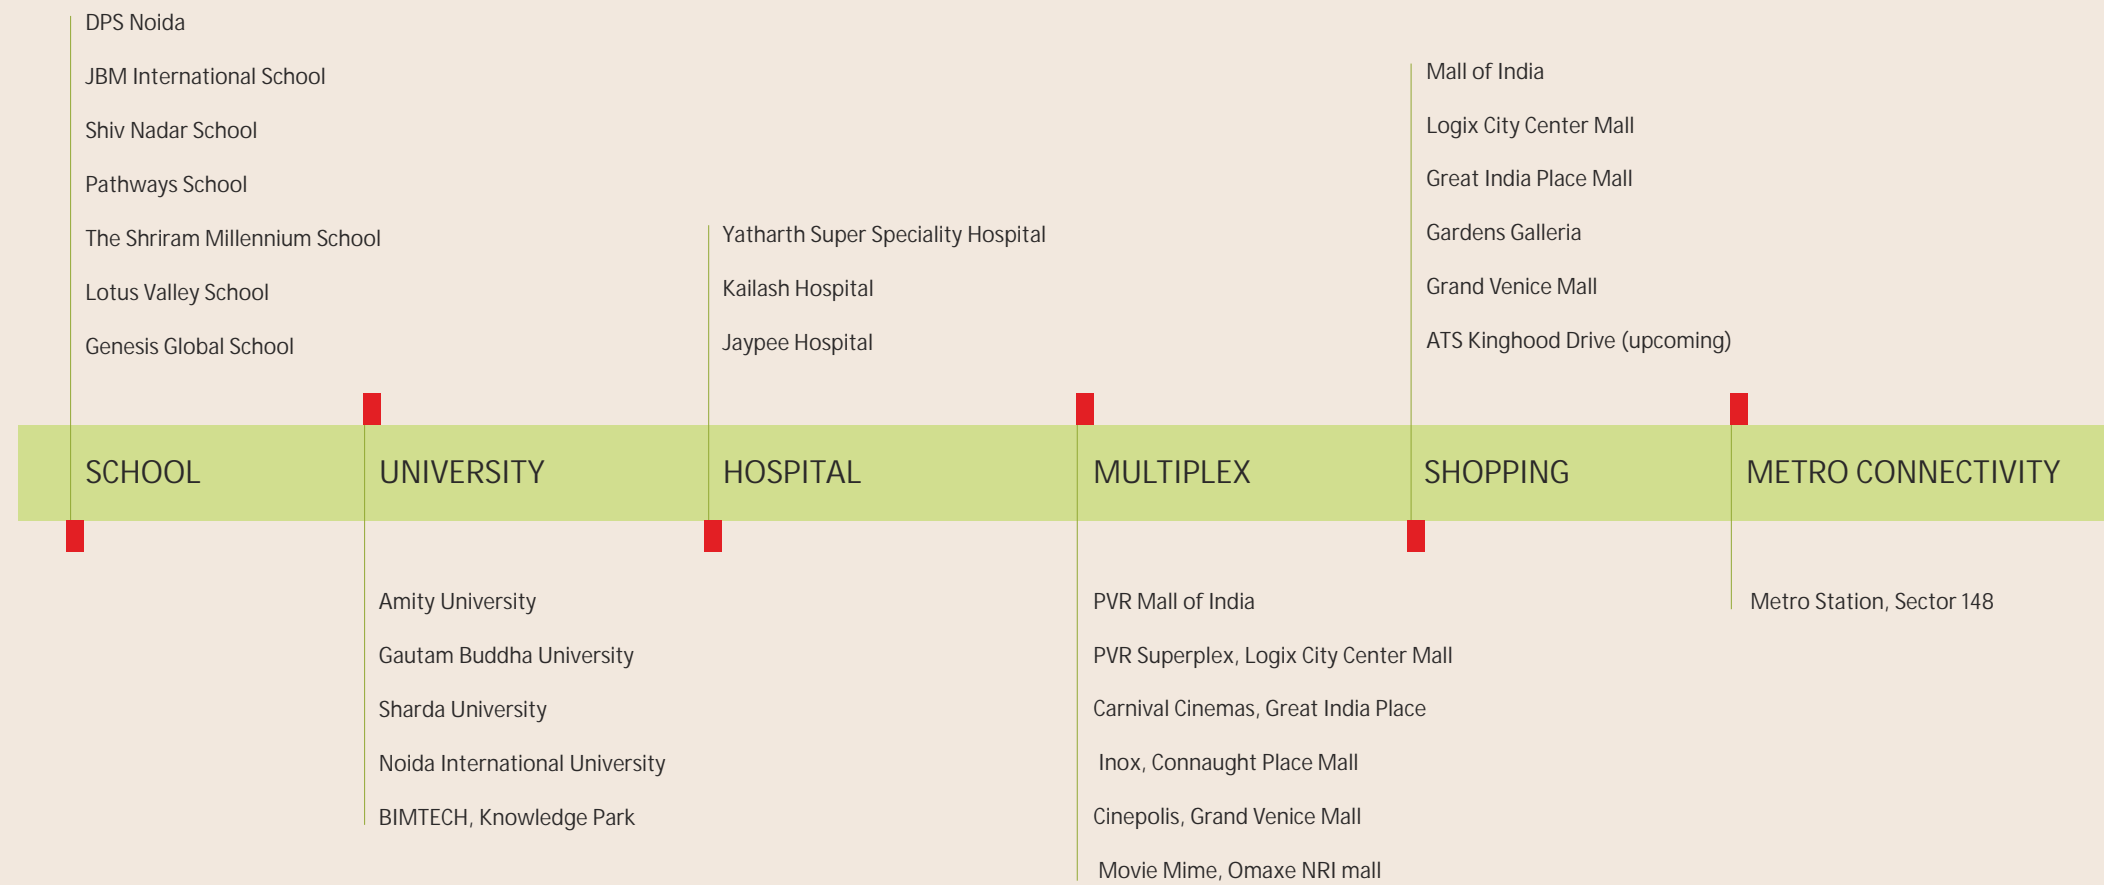 DPS Noida
JBM International School
Shiv Nadar School
Pathways School
The Shriram Millennium School
Lotus Valley School
Genesis Global School
SCHOOL
UNIVERSITY
Amity University
Gautam Buddha University
Sharda University
Noida International University
BIMTECH, Knowledge Park
Yatharth Super Speciality Hospital
Kailash Hospital
Jaypee Hospital
HOSPITAL
MULTIPLEX
PVR Mall of India
PVR Superplex, Logix City Center Mall
Carnival Cinemas, Great India Place
Inox, Connaught Place Mall
Cinepolis, Grand Venice Mall
Movie Mime, Omaxe NRI mall
Mall of India
Logix City Center Mall
Great India Place Mall
Gardens Galleria
Grand Venice Mall
ATS Kinghood Drive (upcoming)
SHOPPING
METRO CONNECTIVITY
Metro Station, Sector 148